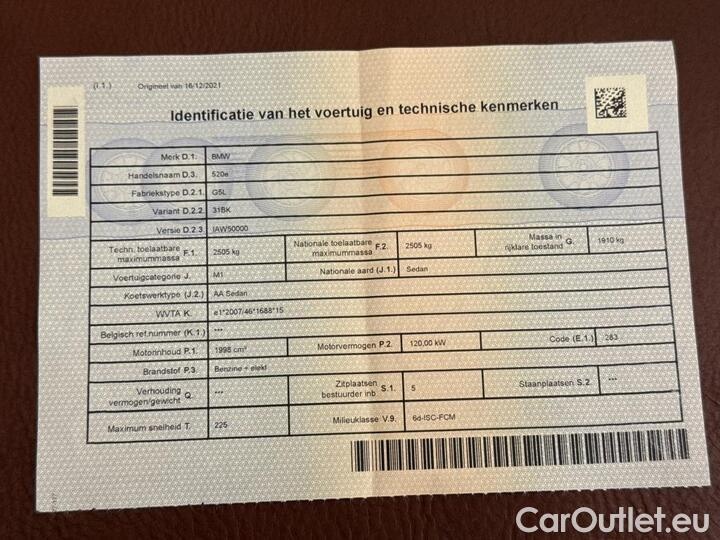 (I.1.) Origineel van 16/12/2021
Identificatie van het voertuig en technische kenmerken
Merk D.1. BMW
Handelsnaam D.3. 520e
Fabriekstype D.2.1. G5L
Variant D.2.2 31BK
Versie D.2.3 IAW50000
Techn. toelaatbare maximummassa F.1. 2505 kg Nationale toelaatbare maximummassa F.2. 2505 kg Massa in rijklare toestand G. 1910 kg
Voertuigcategorie J. M1 Nationale aard (J.1.) Sedan
Koetswerktype (J.2.) AA Sedan
WVTA K. e1*2007/46*1688*15
Belgisch ref.nummer (K.1.) ***
Motorinhoud P.1. 1998 cm³ Motorvermogen P.2. 120,00 kW Code (E.1.) 283
Brandstof P.3. Benzine + elekt
Verhouding vermogen/gewicht Q. *** Zitplaatsen bestuurder inb. S.1. 5 Staanplaatsen S.2. ***
Maximum snelheid T. 225 Milieuklasse V.9. 6d-ISC-FCM
CarOutlet.eu